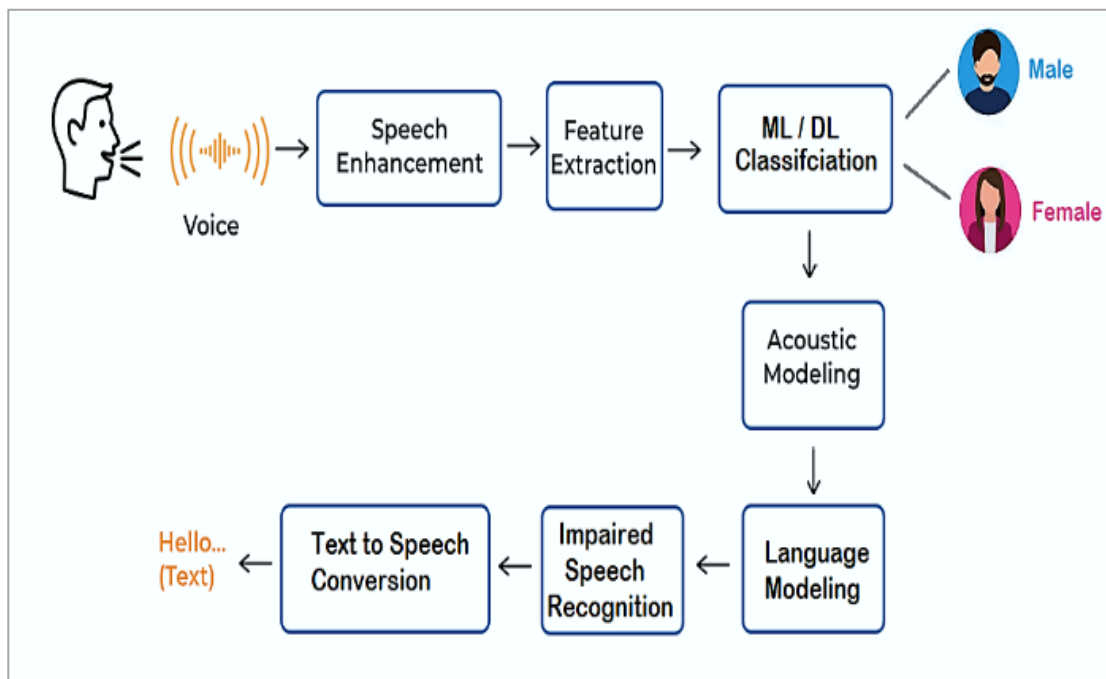 Voice
Speech
Enhancement
Feature
Extraction
ML / DL
Classifciation
Male
Female
Acoustic
Modeling
Language
Modeling
Impaired
Speech
Recognition
Text to Speech
Conversion
Hello...
(Text)